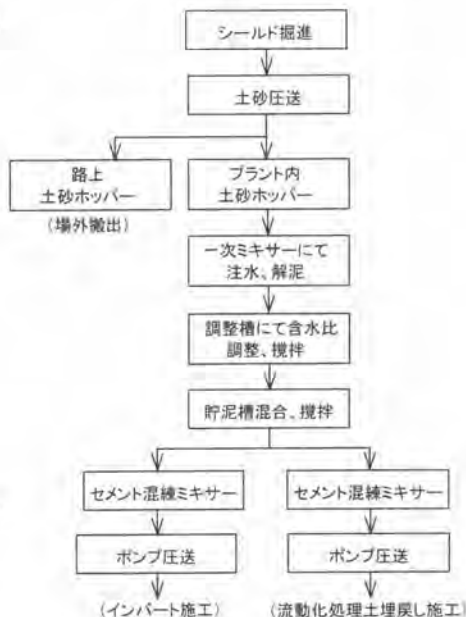 シールド掘進
土砂圧送
路上
土砂ホッパー
(場外搬出)
プラント内
土砂ホッパー
一次ミキサーにて
注水、解泥
調整槽にて含水比
調整、撹拌
貯泥槽混合、撹拌
セメント混練ミキサー
セメント混練ミキサー
ポンプ圧送
ポンプ圧送
(インバート施工)
(流動化処理土埋戻し施工)